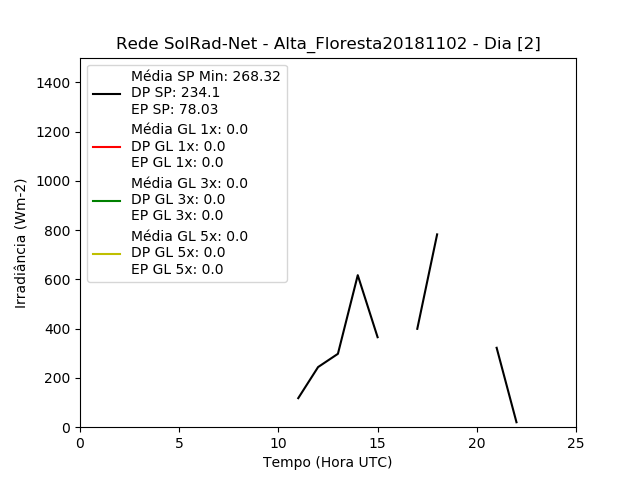 Rede SolRad-Net - Alta_Floresta20181102 - Dia [2]
Média SP Min: 268.32
DP SP: 234.1
EP SP: 78.03
Média GL 1x: 0.0
DP GL 1x: 0.0
EP GL 1x: 0.0
Média GL 3x: 0.0
DP GL 3x: 0.0
EP GL 3x: 0.0
Média GL 5x: 0.0
DP GL 5x: 0.0
EP GL 5x: 0.0
Irradiância (Wm-2)
1400
1200
1000
800
600
400
200
0
0 5 10 15 20 25
Tempo (Hora UTC)